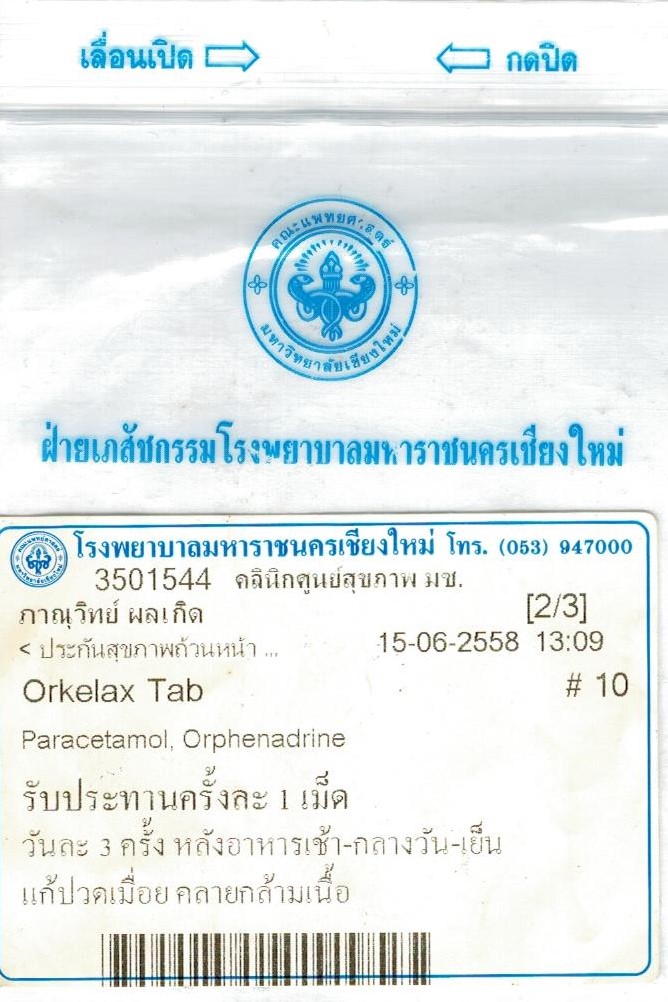 เลื่อนเปิด
กดปิด
คณะแพทยศาสตร์
มหาวิทยาลัยเชียงใหม่
ฝ่ายเภสัชกรรมโรงพยาบาลมหาราชนครเชียงใหม่
โรงพยาบาลมหาราชนครเชียงใหม่ โทร. (053) 947000
3501544 คลินิกศูนย์สุขภาพ มช.
ภาณุวิทย์ ผลเกิด [2/3]
< ประกันสุขภาพถ้วนหน้า ... 15-06-2558 13:09
Orkelax Tab # 10
Paracetamol, Orphenadrine
รับประทานครั้งละ 1 เม็ด
วันละ 3 ครั้ง หลังอาหารเช้า-กลางวัน-เย็น
แก้ปวดเมื่อย คลายกล้ามเนื้อ